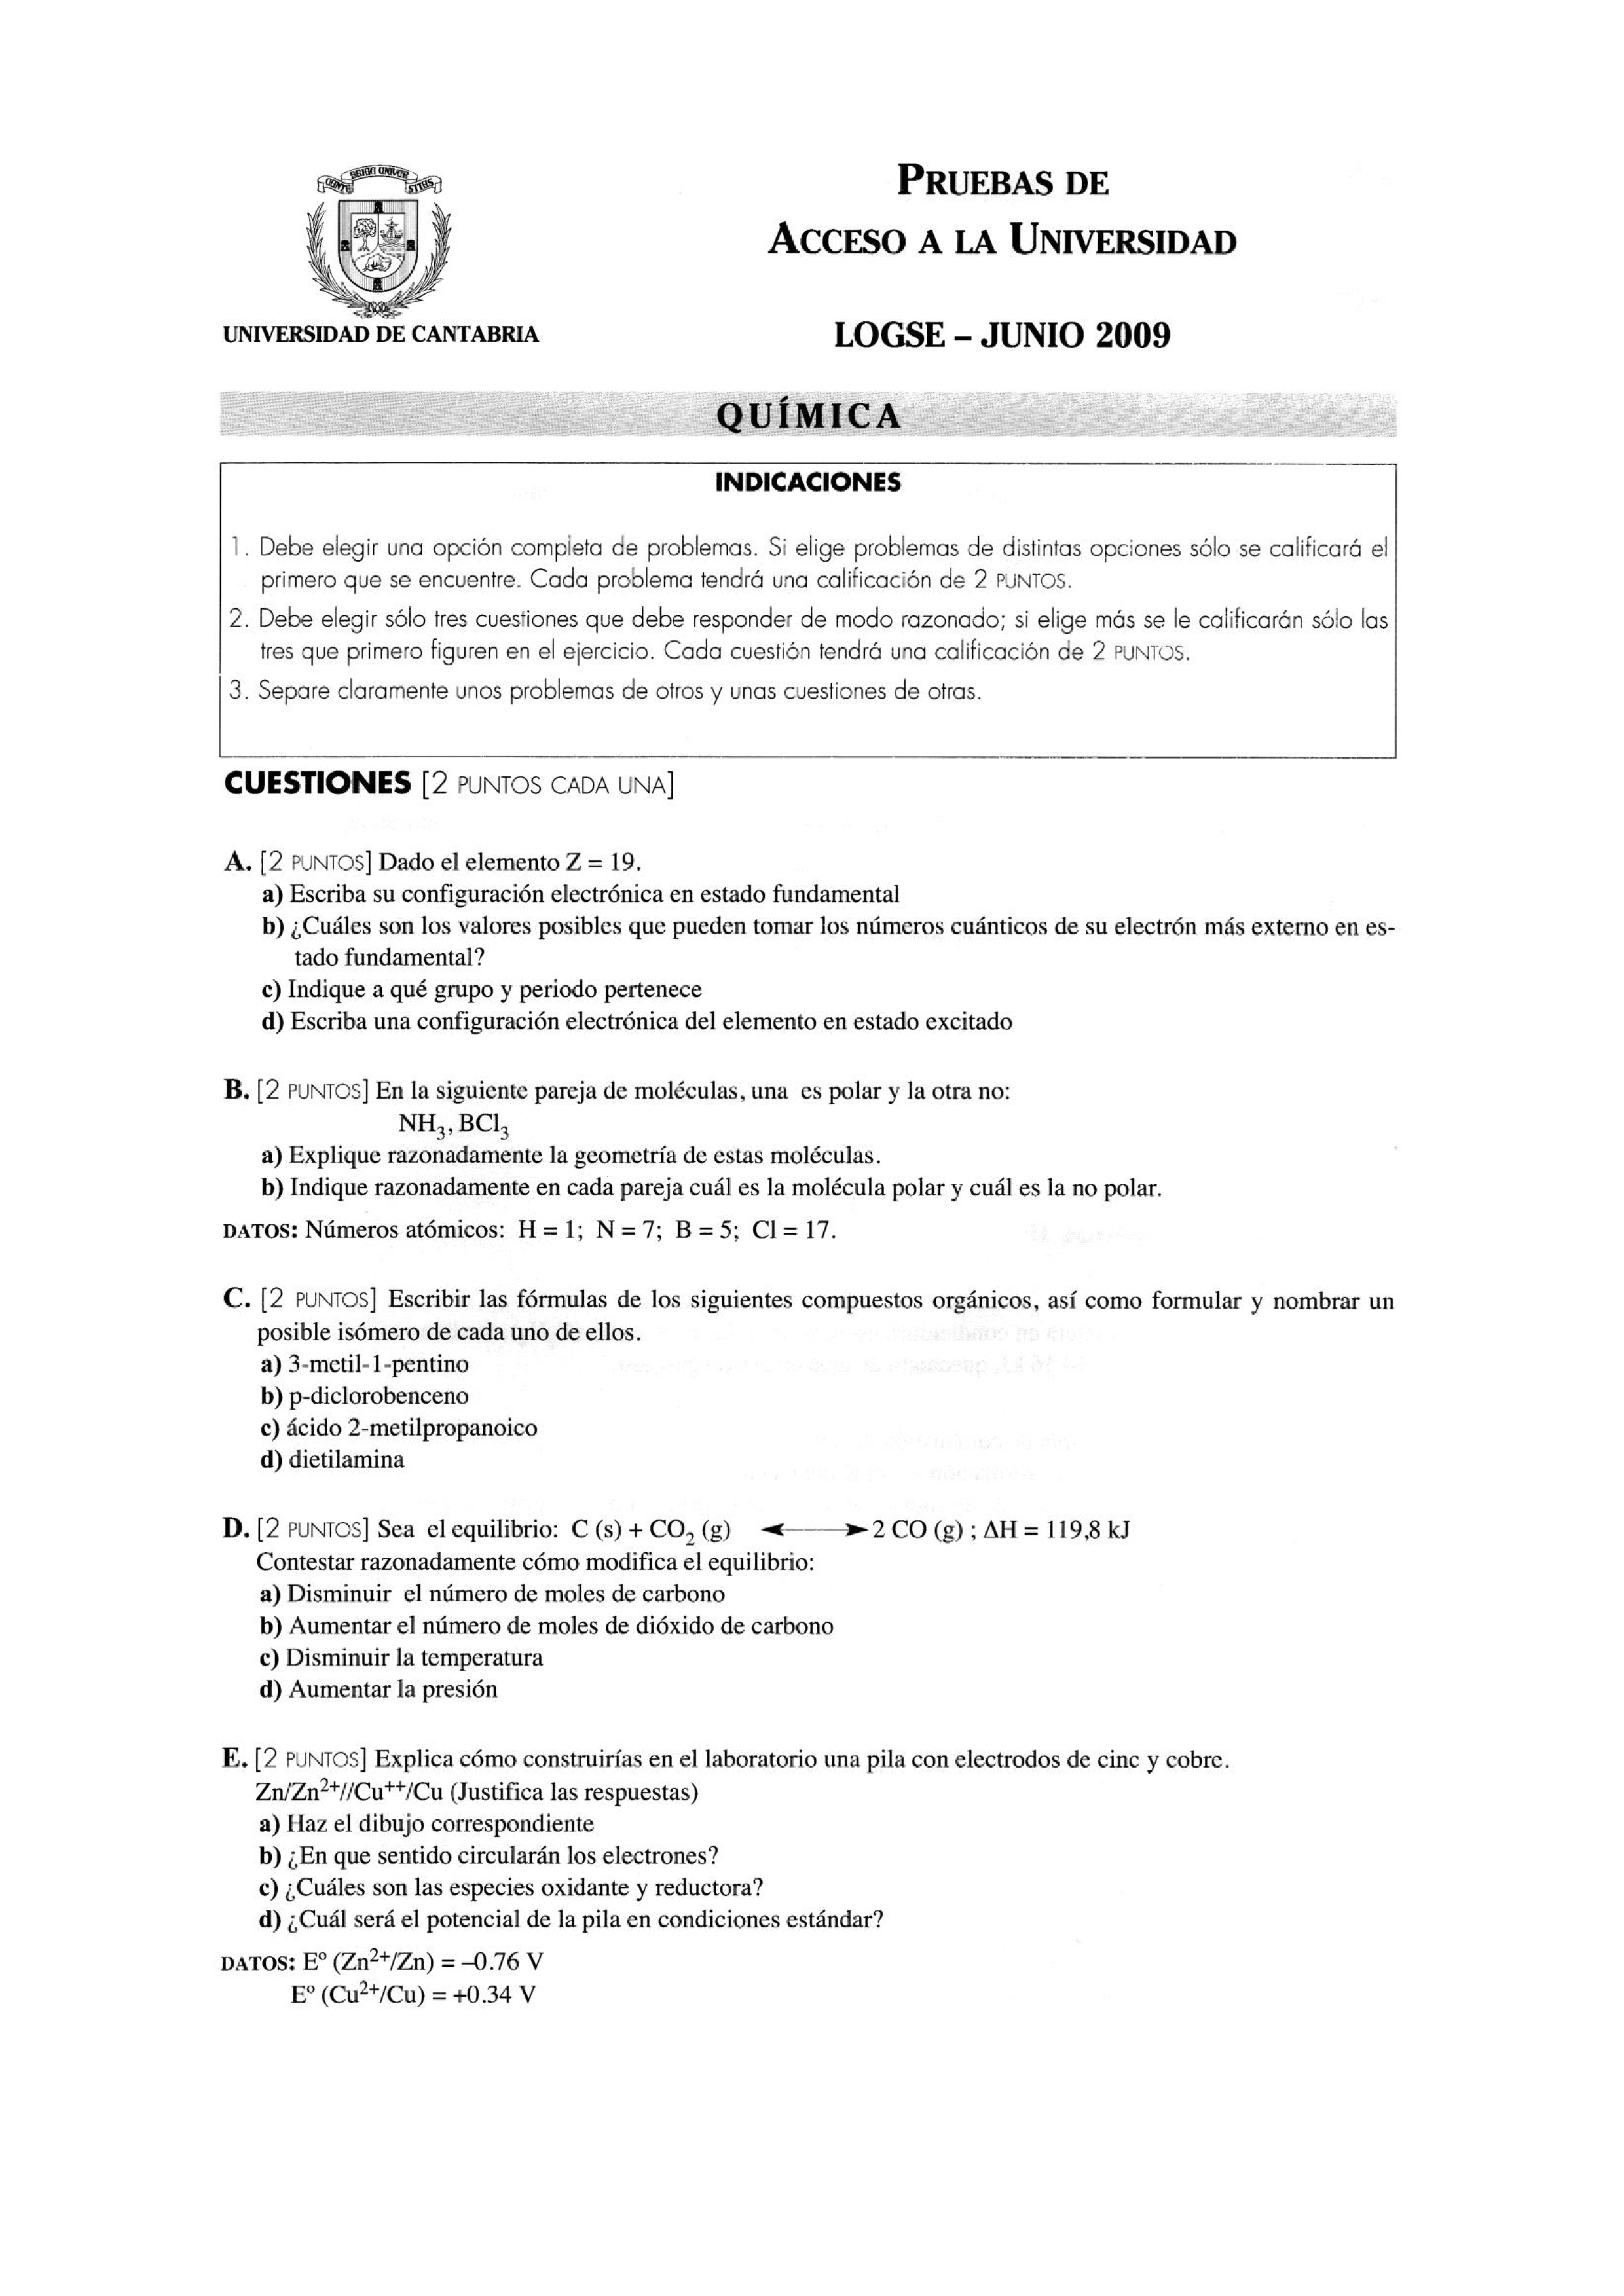 PRUEBAS DE
ACCESO A LA UNIVERSIDAD
UNIVERSIDAD DE CANTABRIA
LOGSE – JUNIO 2009
QUÍMICA
INDICACIONES
1. Debe elegir una opción completa de problemas. Si elige problemas de distintas opciones sólo se calificará el
primero que se encuentre. Cada problema tendrá una calificación de 2 PUNTOS.
2. Debe elegir sólo tres cuestiones que debe responder de modo razonado; si elige más se le calificarán sólo las
tres que primero figuren en el ejercicio. Cada cuestión tendrá una calificación de 2 PUNTOS.
3. Separe claramente unos problemas de otros y unas cuestiones de otras.
CUESTIONES [2 PUNTOS CADA UNA]
A. [2 PUNTOS] Dado el elemento Z = 19.
a) Escriba su configuración electrónica en estado fundamental
b) ¿Cuáles son los valores posibles que pueden tomar los números cuánticos de su electrón más externo en es-
tado fundamental?
c) Indique a qué grupo y periodo pertenece
d) Escriba una configuración electrónica del elemento en estado excitado
B. [2 PUNTOS] En la siguiente pareja de moléculas, una es polar y la otra no:
NH3, BCl3
a) Explique razonadamente la geometría de estas moléculas.
b) Indique razonadamente en cada pareja cuál es la molécula polar y cuál es la no polar.
DATOS: Números atómicos: H = 1; N = 7; B = 5; Cl = 17.
C. [2 PUNTOS] Escribir las fórmulas de los siguientes compuestos orgánicos, así como formular y nombrar un
posible isómero de cada uno de ellos.
a) 3-metil-1-pentino
b) p-diclorobenceno
c) ácido 2-metilpropanoico
d) dietilamina
D. [2 PUNTOS] Sea el equilibrio: C (s) + CO2 (g) ⟷ 2 CO (g) ; ΔH = 119,8 kJ
Contestar razonadamente cómo modifica el equilibrio:
a) Disminuir el número de moles de carbono
b) Aumentar el número de moles de dióxido de carbono
c) Disminuir la temperatura
d) Aumentar la presión
E. [2 PUNTOS] Explica cómo construirías en el laboratorio una pila con electrodos de cinc y cobre.
Zn/Zn2+//Cu++/Cu (Justifica las respuestas)
a) Haz el dibujo correspondiente
b) ¿En que sentido circularán los electrones?
c) ¿Cuáles son las especies oxidante y reductora?
d) ¿Cuál será el potencial de la pila en condiciones estándar?
DATOS: Eº (Zn2+/Zn) = –0.76 V
Eº (Cu2+/Cu) = +0.34 V